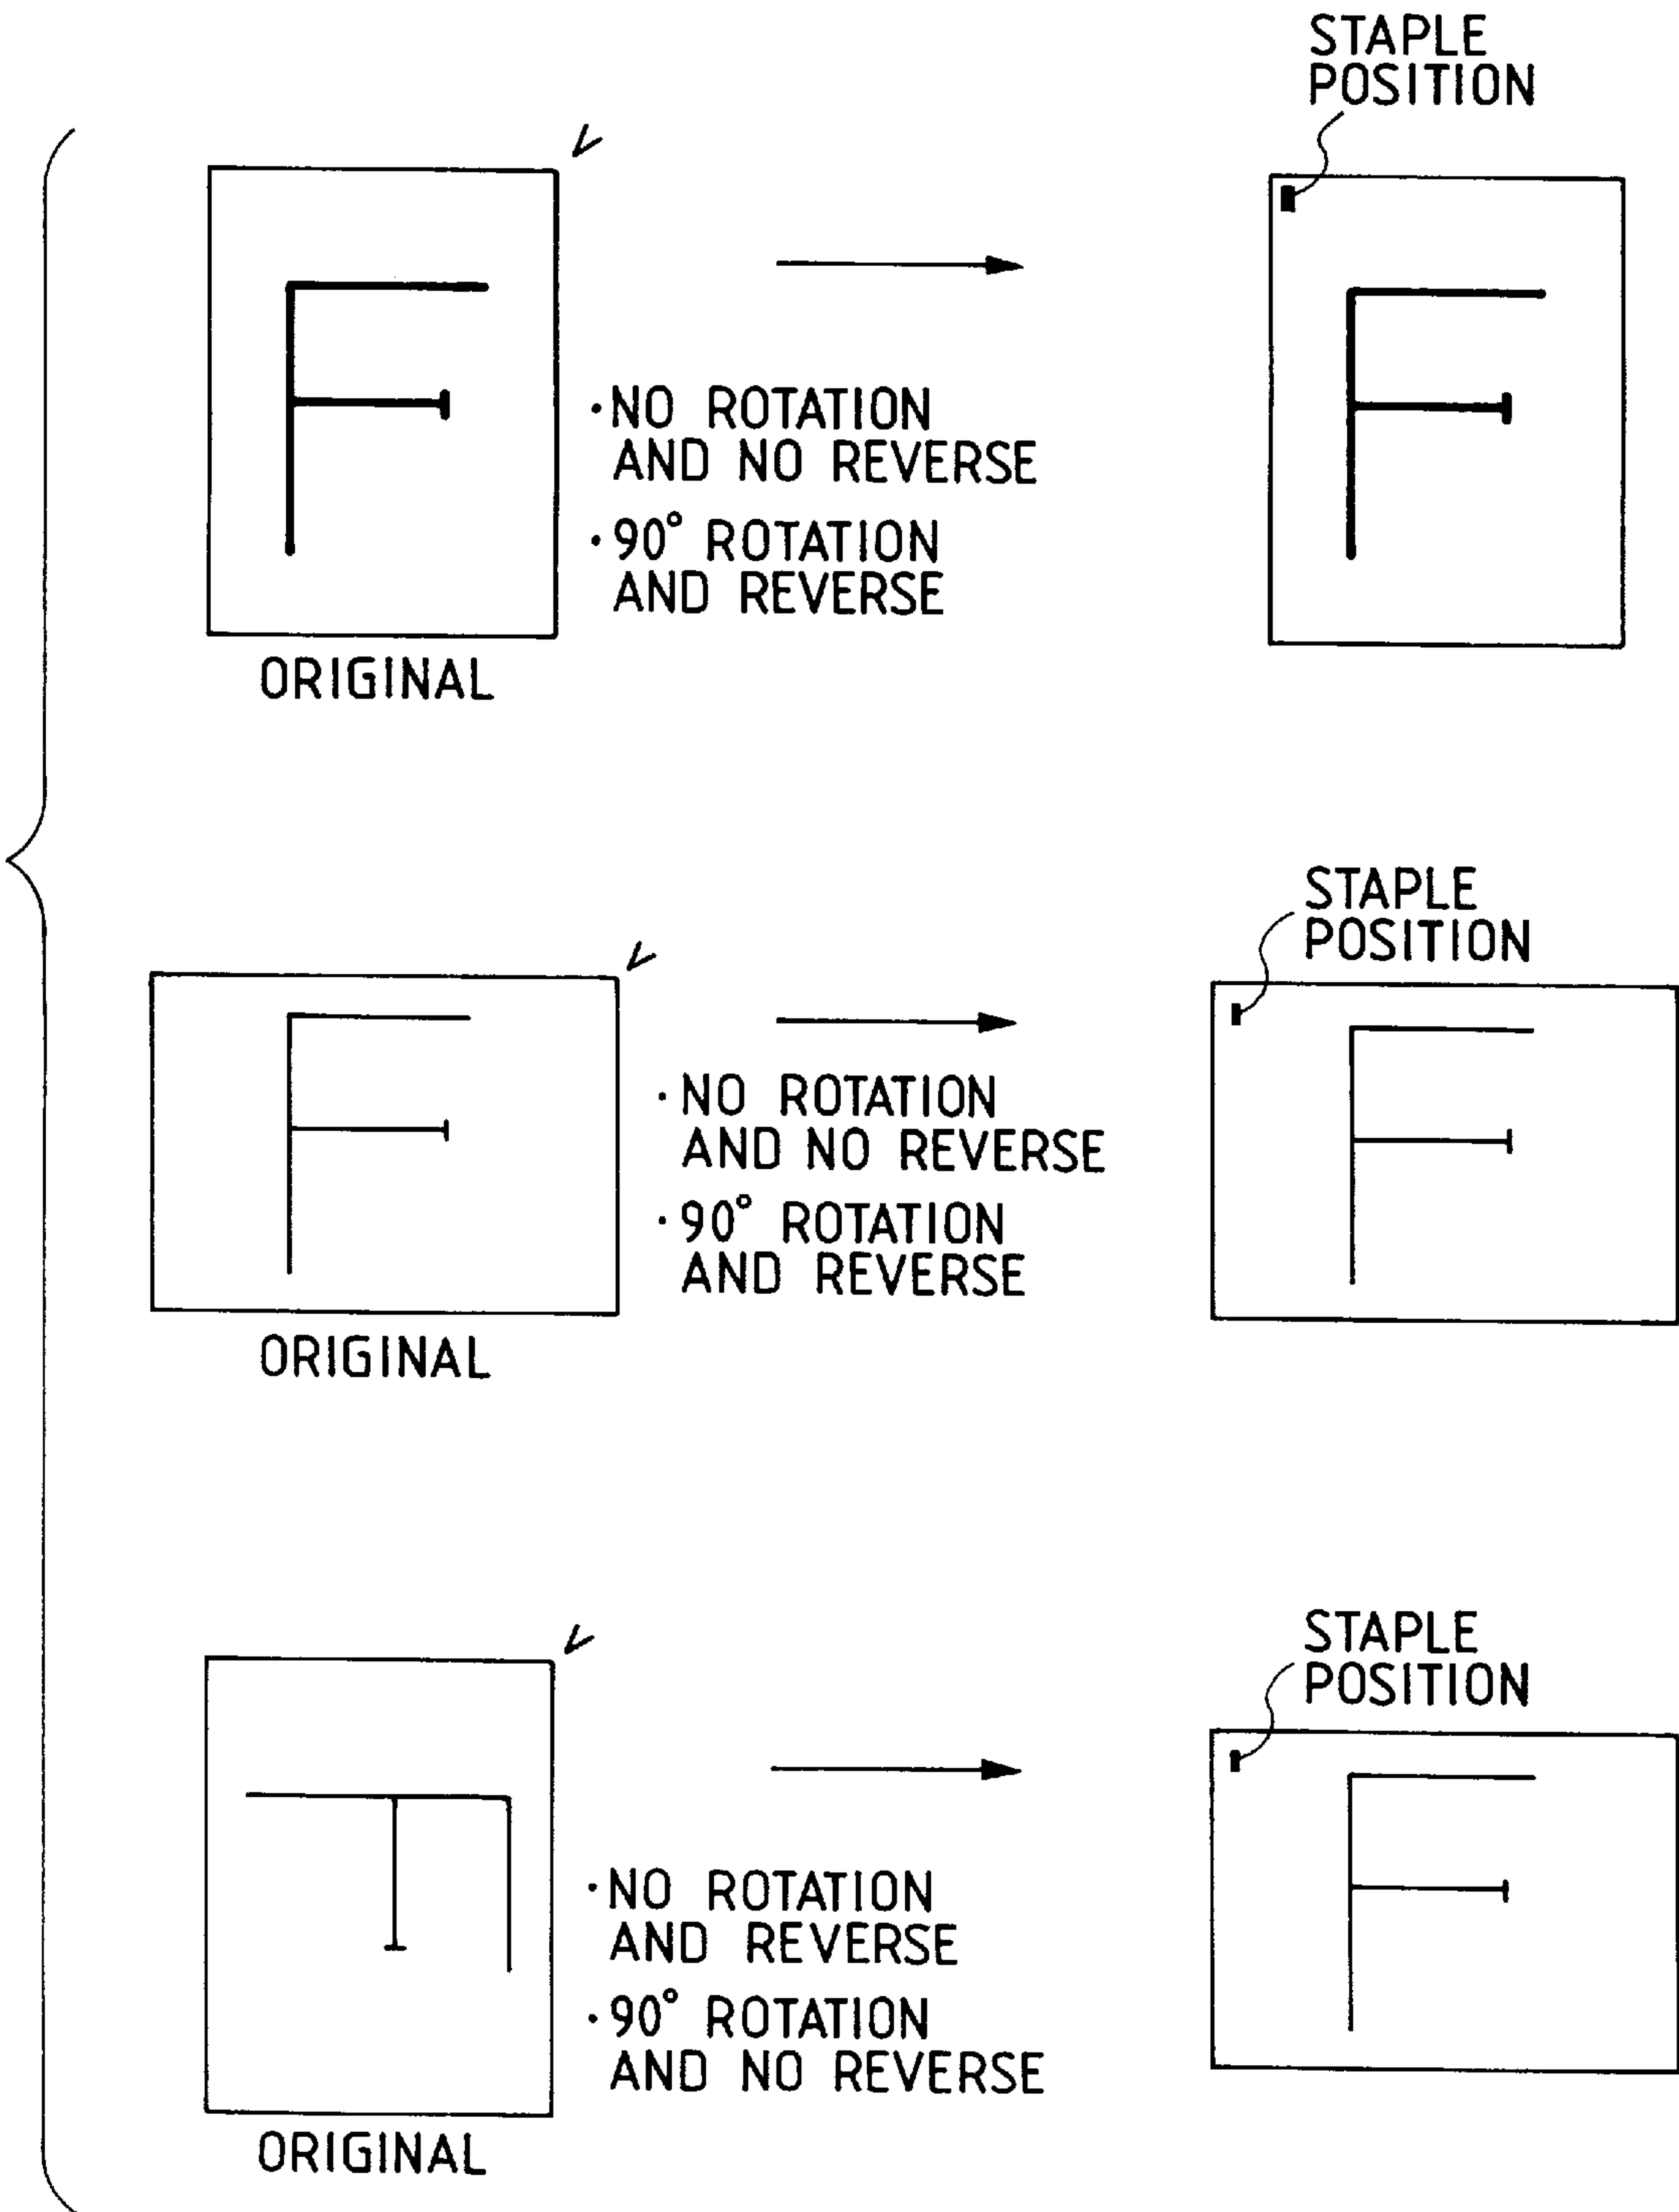 STAPLE
POSITION
F
F
·NO ROTATION
AND NO REVERSE
·90° ROTATION
AND REVERSE
ORIGINAL
STAPLE
POSITION
F
F
·NO ROTATION
AND NO REVERSE
·90° ROTATION
AND REVERSE
ORIGINAL
STAPLE
POSITION
F
F
·NO ROTATION
AND REVERSE
·90° ROTATION
AND NO REVERSE
ORIGINAL